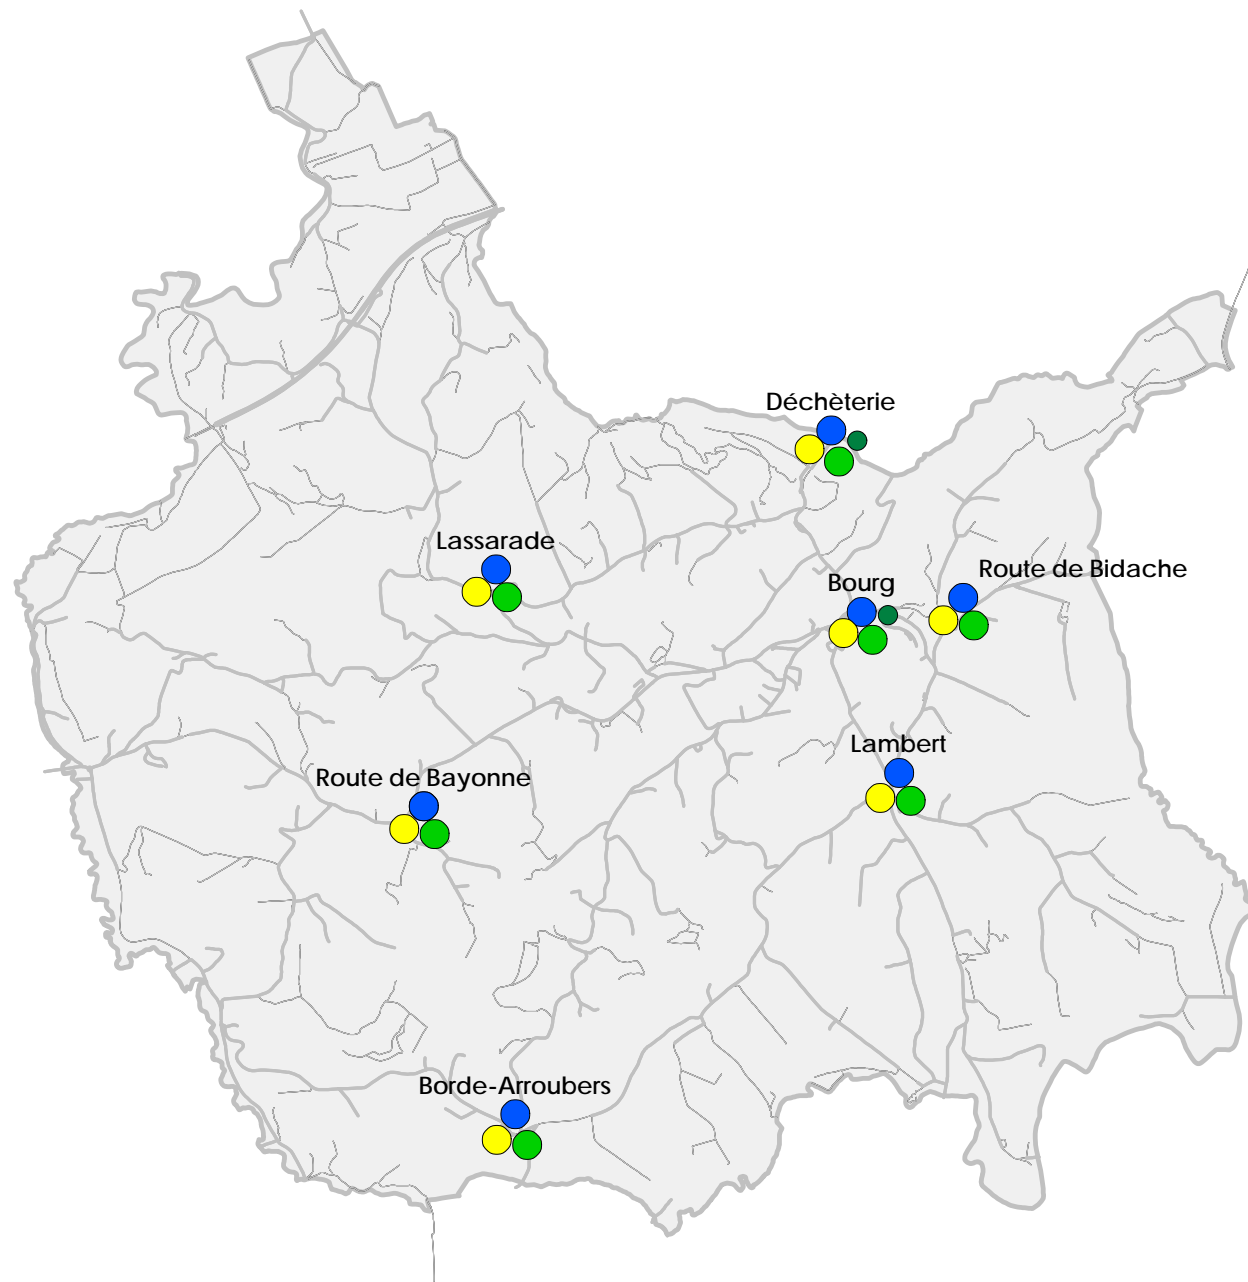 Déchèterie
Lassarade
Route de Bidache
Bourg
Lambert
Route de Bayonne
Borde-Arroubers